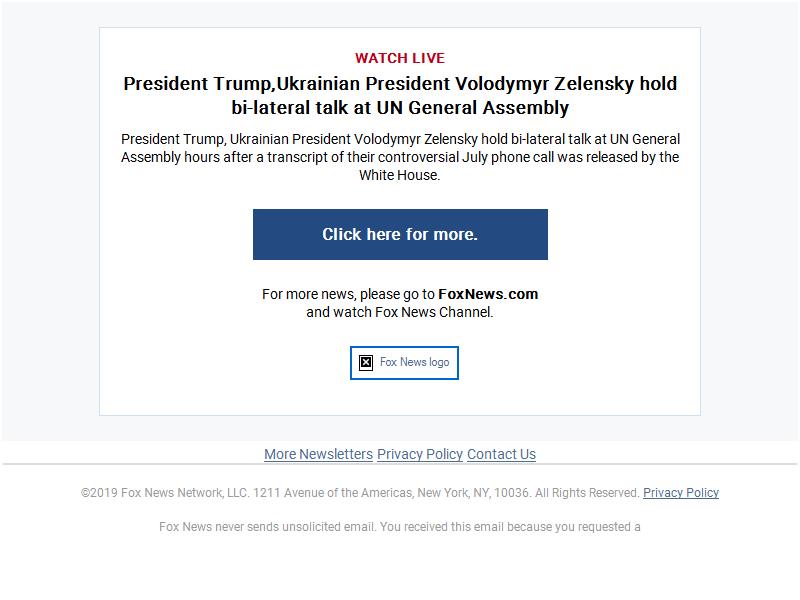 WATCH LIVE
President Trump,Ukrainian President Volodymyr Zelensky hold
bi-lateral talk at UN General Assembly
President Trump, Ukrainian President Volodymyr Zelensky hold bi-lateral talk at UN General
Assembly hours after a transcript of their controversial July phone call was released by the
White House.
Click here for more.
For more news, please go to FoxNews.com
and watch Fox News Channel.
Fox News logo
More Newsletters Privacy Policy Contact Us
©2019 Fox News Network, LLC. 1211 Avenue of the Americas, New York, NY, 10036. All Rights Reserved. Privacy Policy
Fox News never sends unsolicited email. You received this email because you requested a